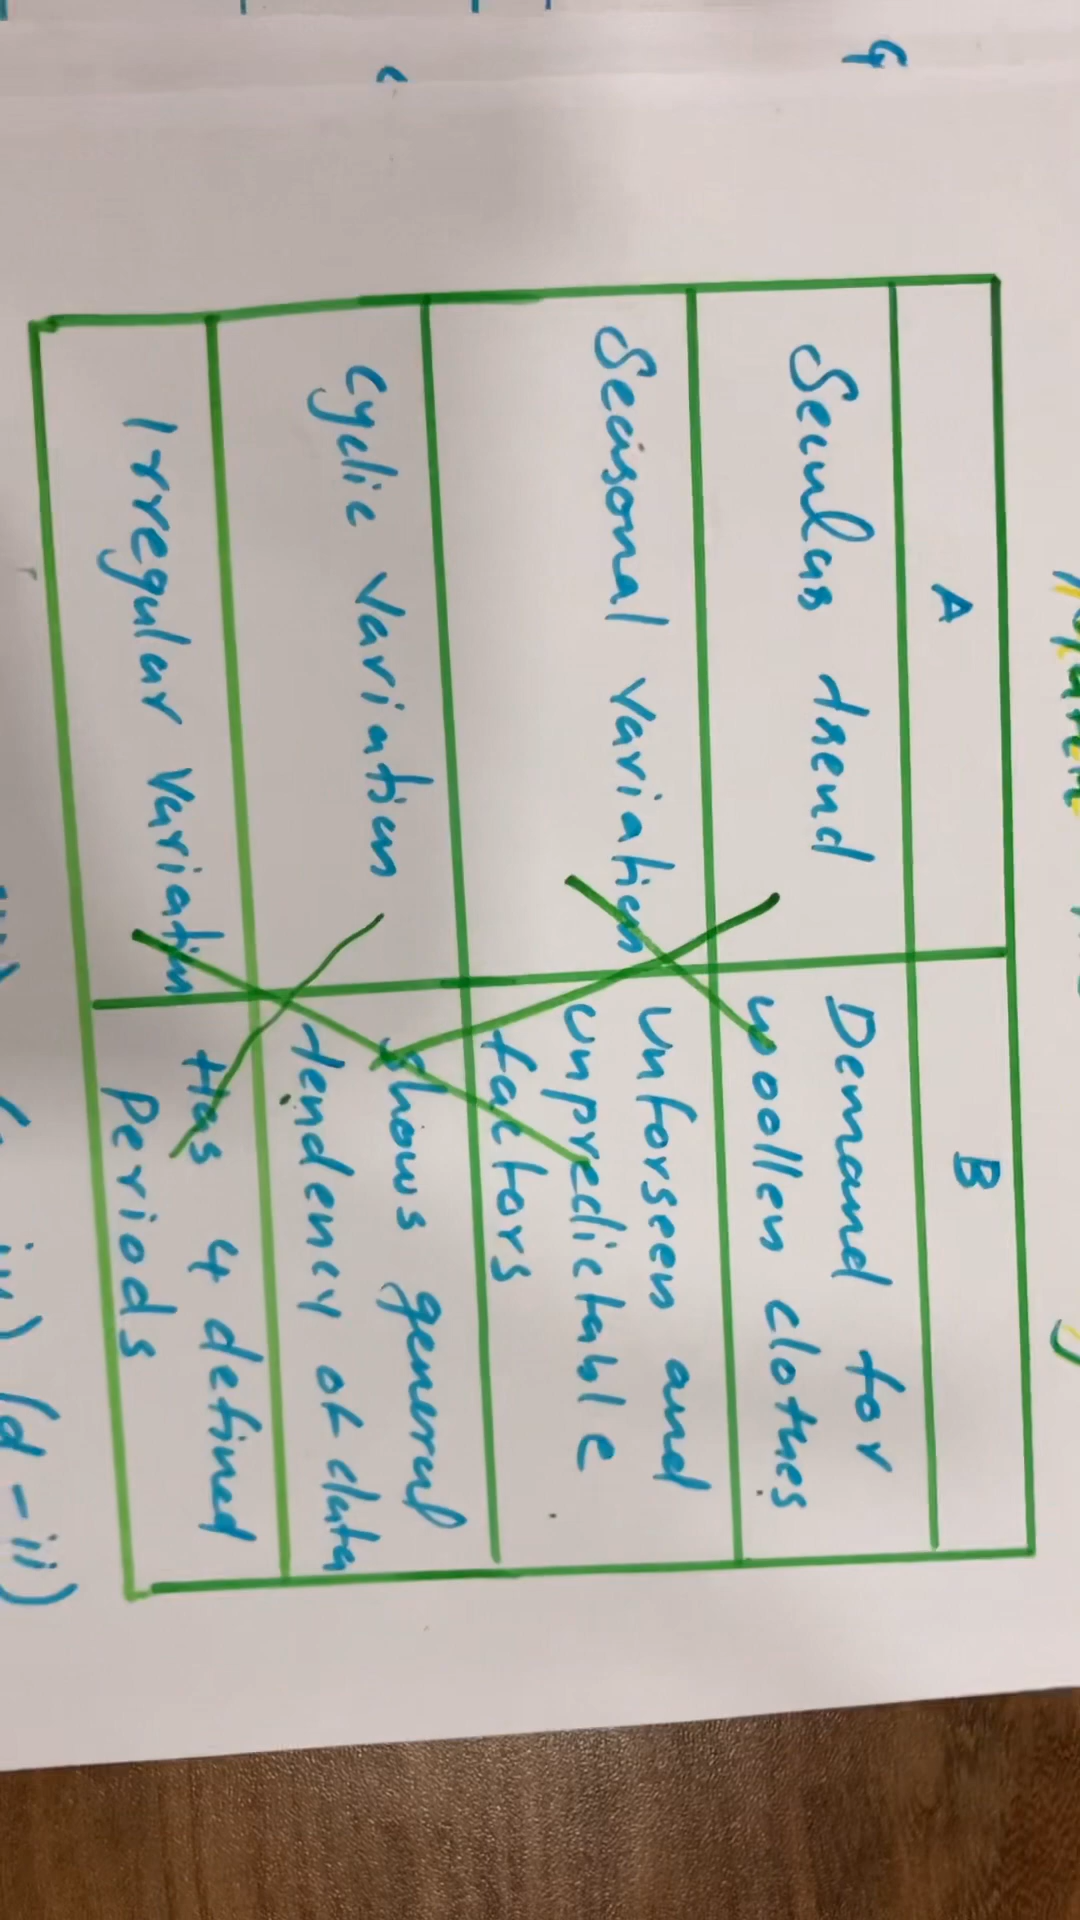 A
B
Secular trend
Demand for
woollen clothes
Seasonal variation
Unforseen and
unpredictable
factors
Cyclic variation
Shows general
tendency of data
Irregular variation
Has 4 defined
Periods
(d-ii)